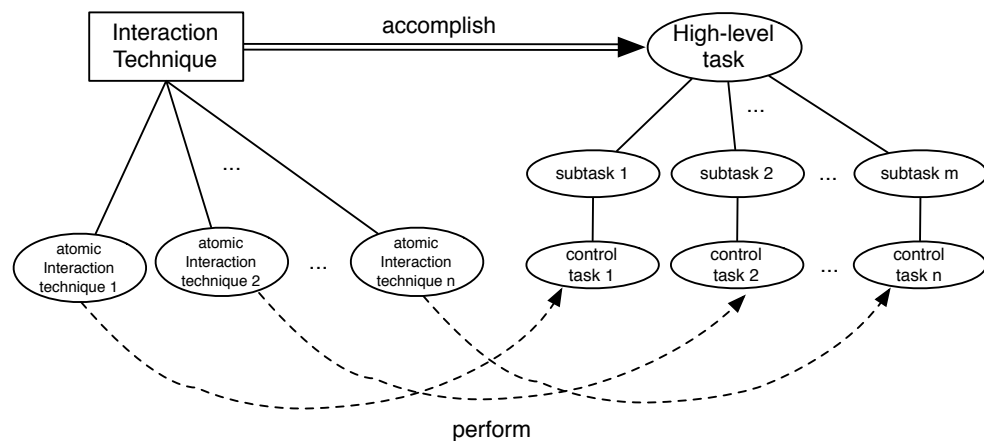 accomplish
Interaction
Technique
High-level
task
...
...
subtask 1
subtask 2
...
subtask m
atomic
Interaction
technique 1
atomic
Interaction
technique 2
...
atomic
Interaction
technique n
control
task 1
control
task 2
...
control
task n
perform